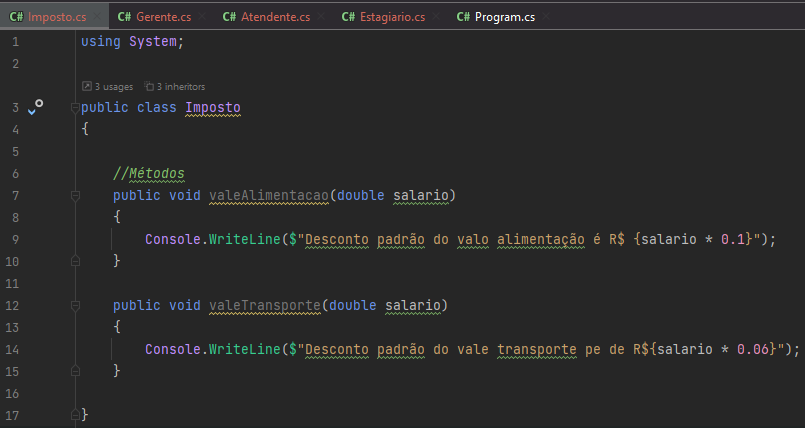 C# Imposto.cs × C# Gerente.cs × C# Atendente.cs × C# Estagiario.cs × C# Program.cs ×
1 using System;
2
3 usages 3 inheritors
3 public class Imposto
4 {
5
6 //Métodos
7 public void valeAlimentacao(double salario)
8 {
9 Console.WriteLine($"Desconto padrão do valo alimentação é R$ {salario * 0.1}");
10 }
11
12 public void valeTransporte(double salario)
13 {
14 Console.WriteLine($"Desconto padrão do vale transporte pe de R${salario * 0.06}");
15 }
16
17 }